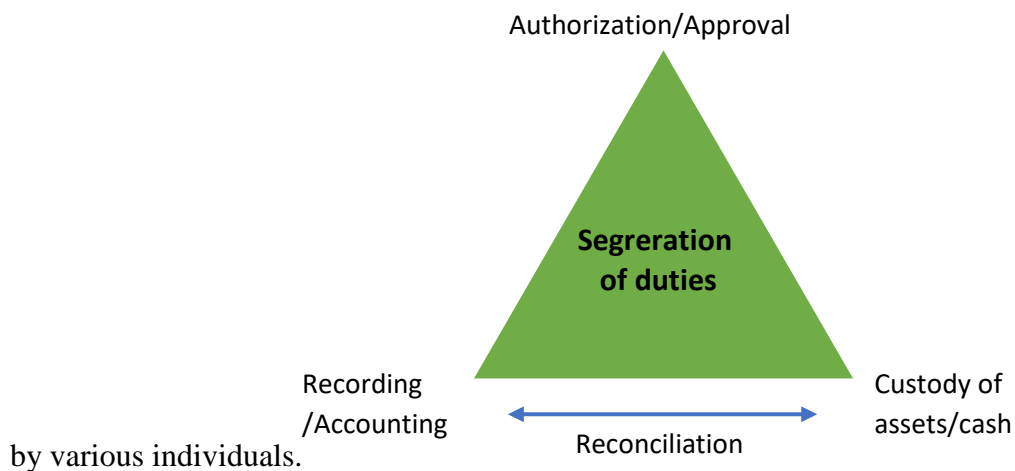 Authorization/Approval
Segreration
of duties
Recording
/Accounting
Custody of
assets/cash
Reconciliation
by various individuals.